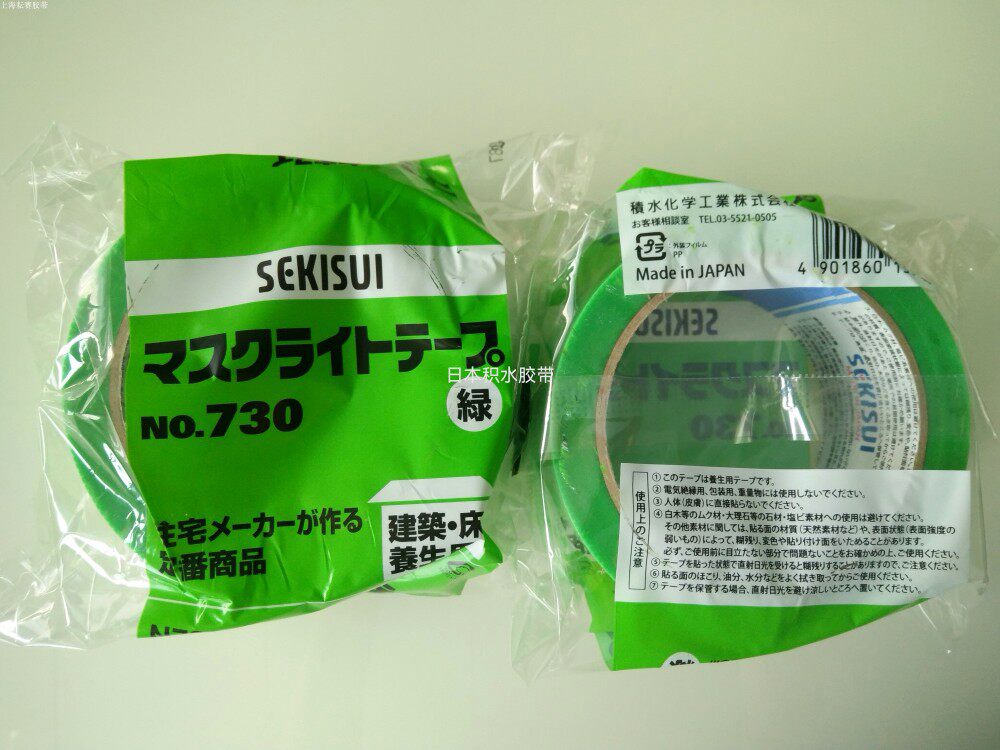 上海耘赛胶带
SEKISUI
マスクライトテープ
日本积水胶带
No.730
緑
住宅メーカーが作る
定番商品
建築・床
養生用
積水化学工業株式会社
お客様相談室 TEL.03-5521-0505
プラ
:外装フィルム
PP
Made in JAPAN
4 901860 1
SEKISUI
SEKISUI
使用上のご注意
①このテープは養生用テープです。
②電気絶縁用、包装用、重量物には使用しないでください。
③人体(皮膚)に直接貼らないでください。
④白木等のムク材・大理石等の石材・塩ビ素材への使用は避けてください。
その他素材に関しては、貼る面の材質(天然素材など)や、表面状態(表面強度の
弱いもの)によって、糊残り、変色や貼り付け面をいためることがあります。
必ず、ご使用前に目立たない部分で問題ないことをお確かめの上、ご使用ください。
⑤テープを貼った状態で直射日光を受けると糊残りすることがありますので、ご注意ください。
⑥貼る面のほこり、油分、水分などをよく拭き取ってからご使用ください。
⑦テープを保管する場合、直射日光を避け涼しいところへ置いてください。